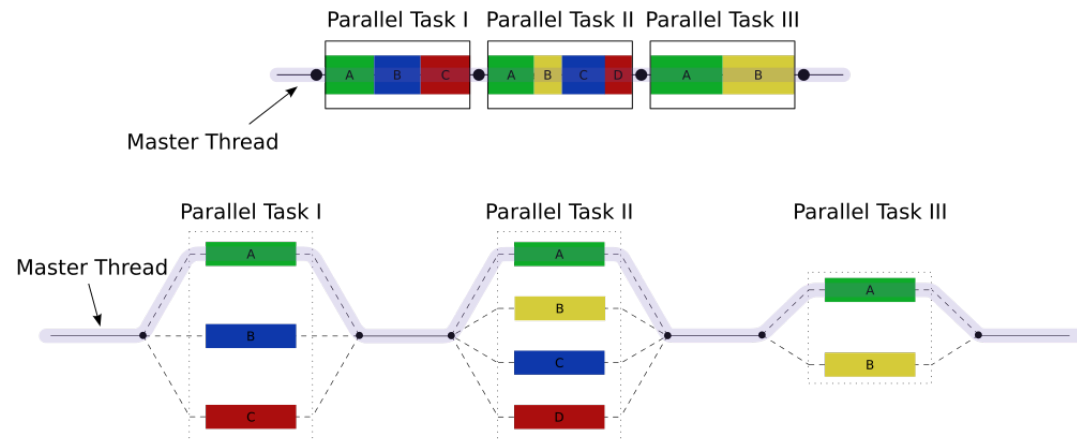 Parallel Task I Parallel Task II Parallel Task III
A B C A B C D A B
Master Thread
Parallel Task I Parallel Task II Parallel Task III
A A
Master Thread
A
B
B
C
B
C D